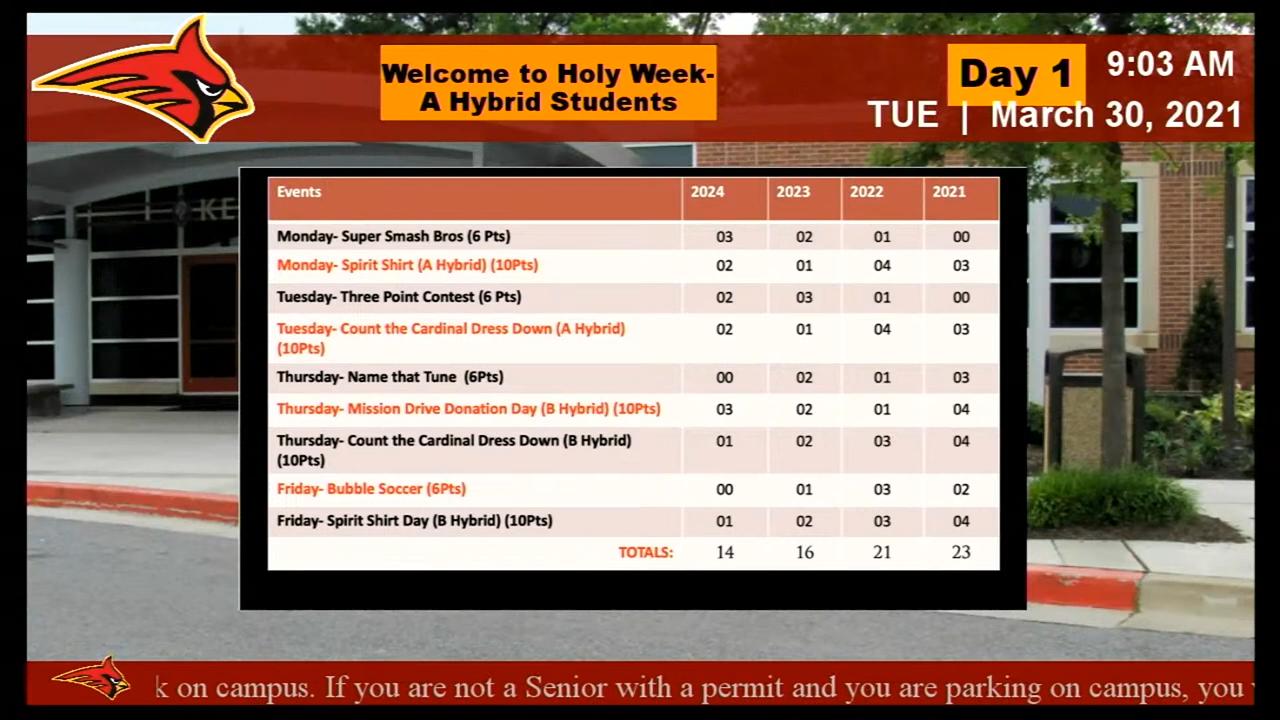 Welcome to Holy Week-
A Hybrid Students
Day 1
9:03 AM
TUE | March 30, 2021
KE
Events 2024 2023 2022 2021
Monday- Super Smash Bros (6 Pts) 03 02 01 00
Monday- Spirit Shirt (A Hybrid) (10Pts) 02 01 04 03
Tuesday- Three Point Contest (6 Pts) 02 03 01 00
Tuesday- Count the Cardinal Dress Down (A Hybrid) 02 01 04 03
(10Pts)
Thursday- Name that Tune (6Pts) 00 02 01 03
Thursday- Mission Drive Donation Day (B Hybrid) (10Pts) 03 02 01 04
Thursday- Count the Cardinal Dress Down (B Hybrid) 01 02 03 04
(10Pts)
Friday- Bubble Soccer (6Pts) 00 01 03 02
Friday- Spirit Shirt Day (B Hybrid) (10Pts) 01 02 03 04
TOTALS: 14 16 21 23
k on campus. If you are not a Senior with a permit and you are parking on campus, you